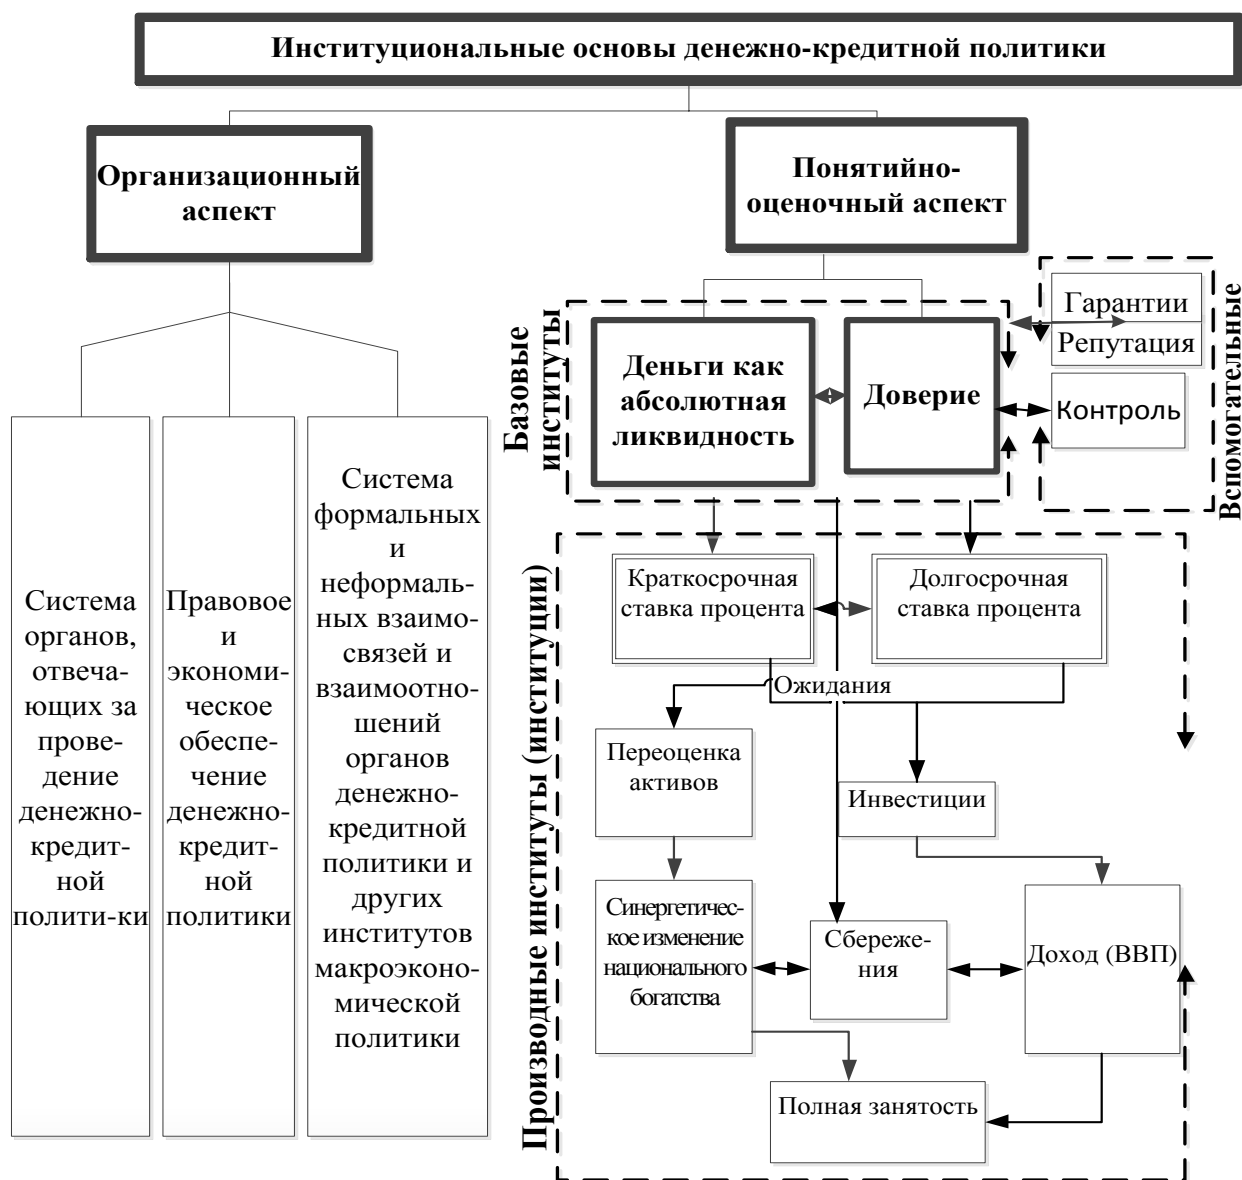 Институциональные основы денежно-кредитной политики
Организационный
аспект
Понятийно-
оценочный аспект
Система
органов,
отвеча-
ющих за
прове-
дение
денежно-
кредит-
ной
полити-ки
Правовое
и
экономи-
ческое
обеспе-
чение
денежно-
кредит-
ной
политики
Система
формальных
и
неформаль-
ных взаимо-
связей и
взаимоотно-
шений
органов
денежно-
кредитной
политики и
других
институтов
макроэконо-
мической
политики
Базовые
институты
Деньги как
абсолютная
ликвидность
Доверие
Гарантии
Репутация
Контроль
Вспомогательные
Производные институты (институции)
Краткосрочная
ставка процента
Долгосрочная
ставка процента
Ожидания
Переоценка
активов
Инвестиции
Синергетичес-
кое изменение
национального
богатства
Сбереже-
ния
Доход (ВВП)
Полная занятость